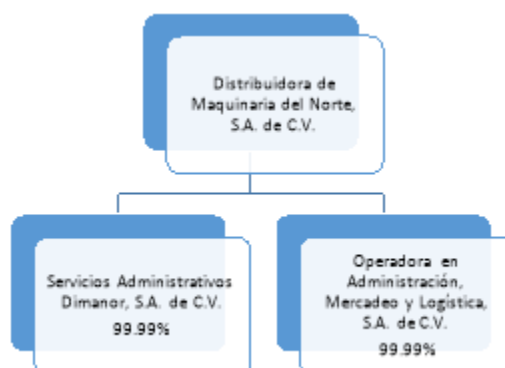 Distribuidora de
Maquinaria del Norte,
S.A. de C.V.
Servicios Administrativos
Dimanor, S.A. de C.V.
99.99%
Operadora en
Administración,
Mercadeo y Logística,
S.A. de C.V.
99.99%